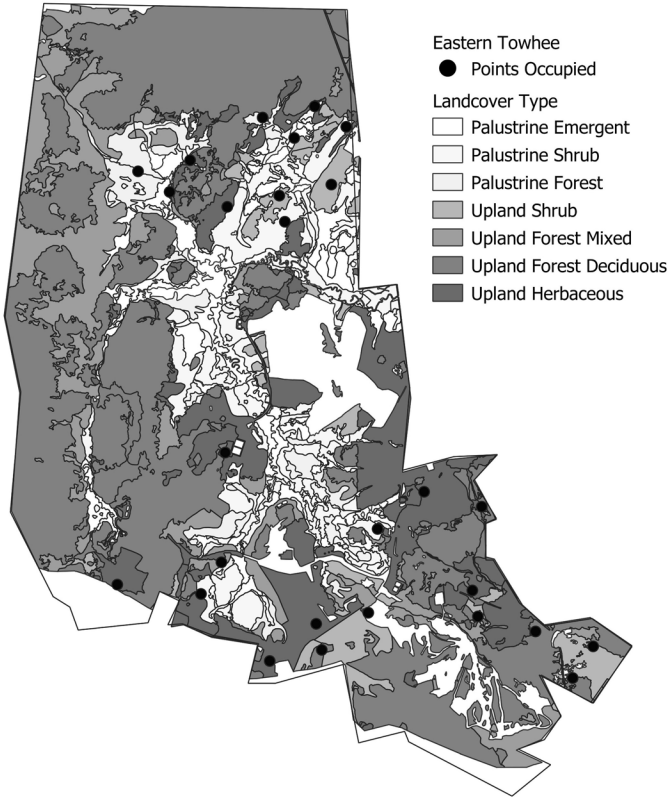 Eastern Towhee
Points Occupied
Landcover Type
Palustrine Emergent
Palustrine Shrub
Palustrine Forest
Upland Shrub
Upland Forest Mixed
Upland Forest Deciduous
Upland Herbaceous